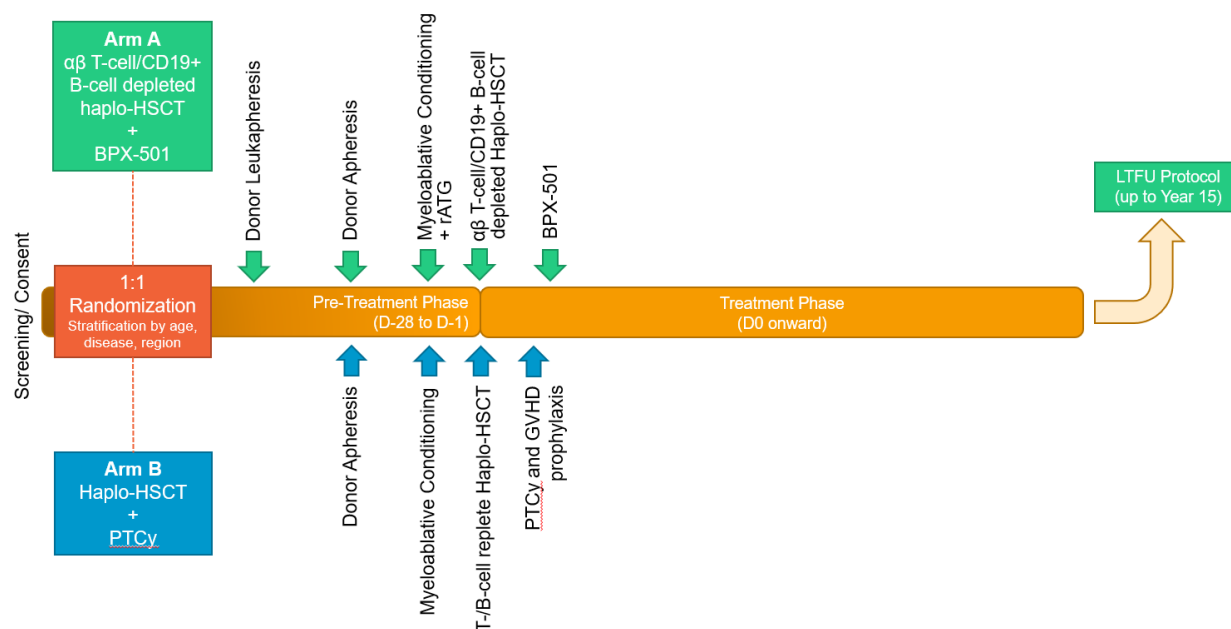 Arm A
αβ T-cell/CD19+
B-cell depleted
haplo-HSCT
+
BPX-501
Donor Leukapheresis
Donor Apheresis
Myeloablative Conditioning
+ rATG
αβ T-cell/CD19+ B-cell
depleted Haplo-HSCT
BPX-501
LTFU Protocol
(up to Year 15)
Screening/ Consent
1:1
Randomization
Stratification by age,
disease, region
Pre-Treatment Phase
(D-28 to D-1)
Treatment Phase
(D0 onward)
Arm B
Haplo-HSCT
+
PTCy
Donor Apheresis
Myeloablative Conditioning
T-/B-cell replete Haplo-HSCT
PTCy and GVHD
prophylaxis